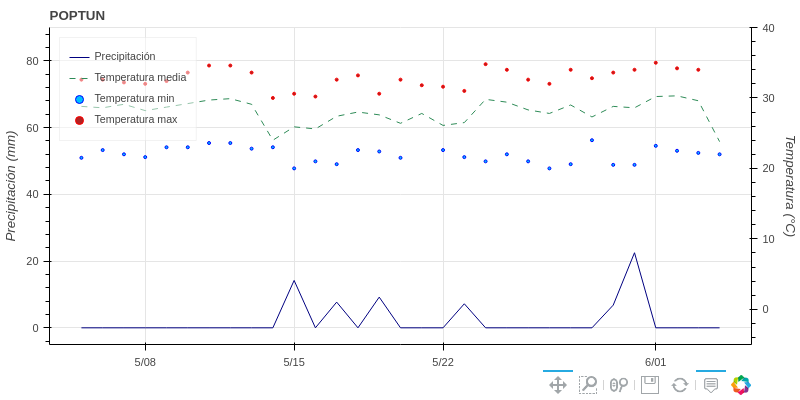 POPTUN
Precipitación
Temperatura media
Temperatura min
Temperatura max
Precipitación (mm)
80
60
40
20
0
Temperatura (°C)
40
30
20
10
0
5/08
5/15
5/22
6/01